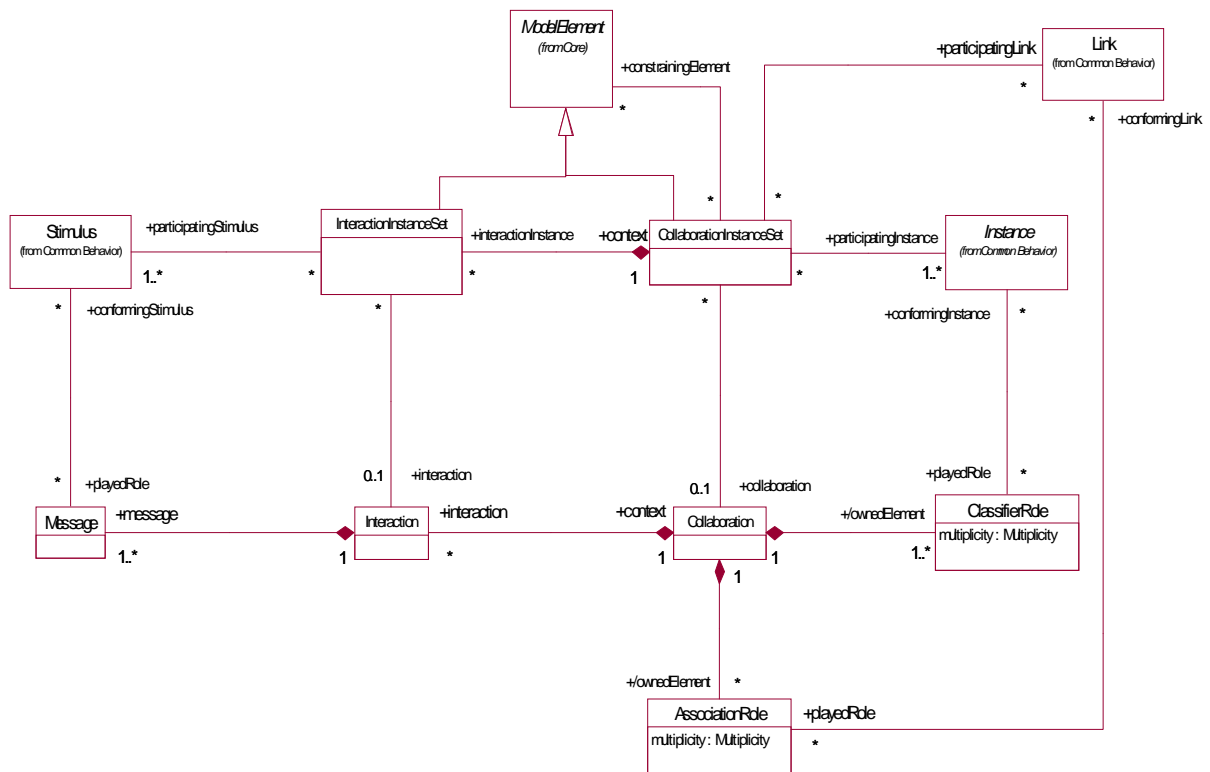 ModelElement
(from Core)
Link
(from Common Behavior)
+participatingLink
*
+constrainingElement
*
*
+conformingLink
*
*
Stimulus
(from Common Behavior)
+participatingStimulus
1..*
*
InteractionInstanceSet
+interactionInstance
*
+context
1
CollaborationInstanceSet
+participatingInstance
*
1..*
Instance
(from Common Behavior)
*
+conformingStimulus
*
*
+conformingInstance
*
*
+playedRole
0..1
+interaction
0..1
+collaboration
+playedRole
*
Message
+message
1..*
1
Interaction
+interaction
*
+context
1
Collaboration
1
+/ownedElement
1..*
ClassifierRole
multiplicity : Multiplicity
1
+/ownedElement
*
AssociationRole
multiplicity : Multiplicity
+playedRole
*